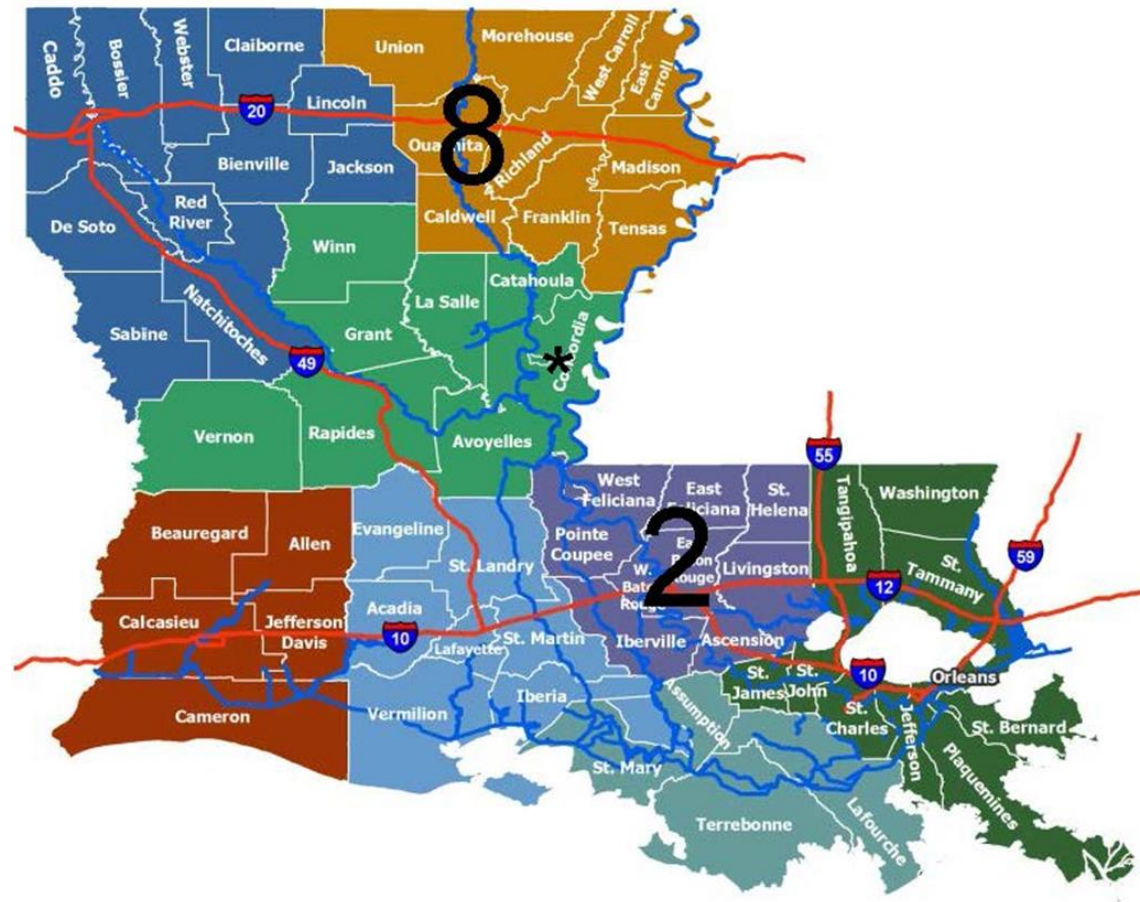 Caddo
Bossier
Webster
Claiborne
Union
Morehouse
West Carroll
East
Carroll
20
Lincoln
8
Ouachita
Richland
Madison
Bienville
Jackson
De Soto
Red
River
Caldwell
Franklin
Tensas
Winn
Catahoula
La Salle
Natchitoches
Sabine
Grant
Concordia
*
49
Vernon
Rapides
Avoyelles
55
West
Feliciana
East
Feliciana
St.
Helena
Tangipahoa
Washington
Beauregard
Allen
Evangeline
Pointe
Coupee
2
East
Baton
Rouge
Livingston
59
St. Landry
W.
Baton
Rouge
12
St.
Tammany
Calcasieu
Jefferson
Davis
Acadia
10
Lafayette
St. Martin
Iberville
Ascension
10
Orleans
Cameron
Vermilion
Iberia
Assumption
St.
James
St.
John
St.
Charles
Jefferson
St. Bernard
Plaquemines
St. Mary
Terrebonne
Lafourche